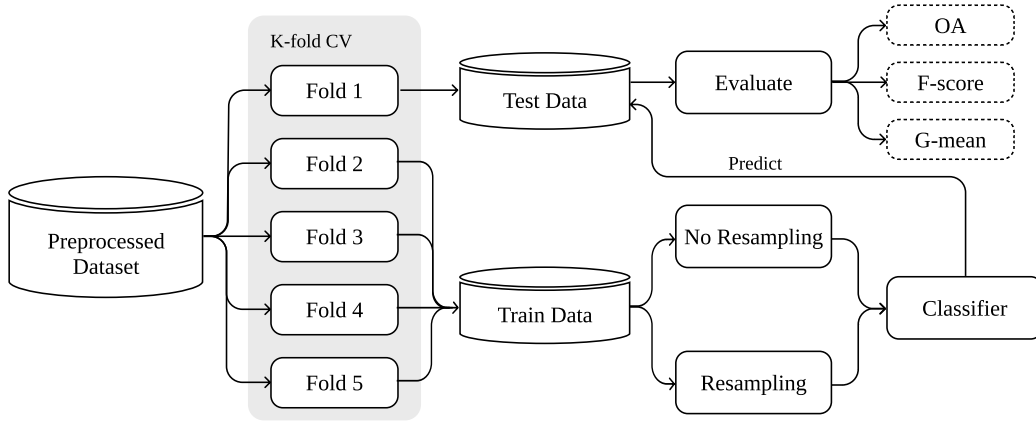 K-fold CV
Fold 1
Fold 2
Fold 3
Fold 4
Fold 5
Preprocessed
Dataset
Test Data
Train Data
Evaluate
OA
F-score
G-mean
Predict
No Resampling
Resampling
Classifier